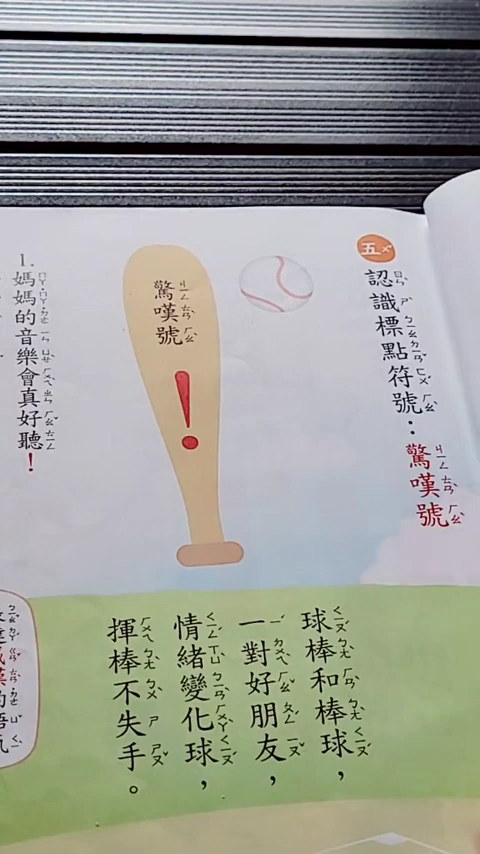 五
認識標點符號：驚嘆號
驚嘆號
！
球棒和棒球，
一對好朋友，
情緒變化球，
揮棒不失手。
1.
媽媽的音樂會真好聽！